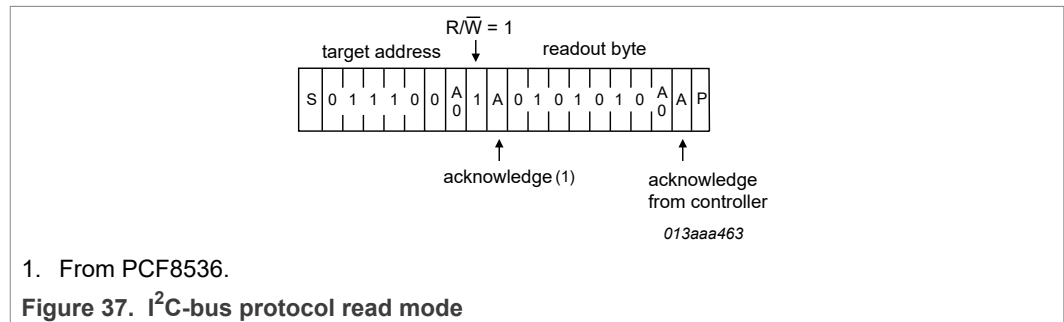 R/W̅ = 1
target address readout byte
S 0 1 1 1 0 0 A0 1 A 0 1 0 1 0 1 0 A0 A P
acknowledge (1) acknowledge
from controller
013aaa463
1. From PCF8536.
Figure 37. I²C-bus protocol read mode